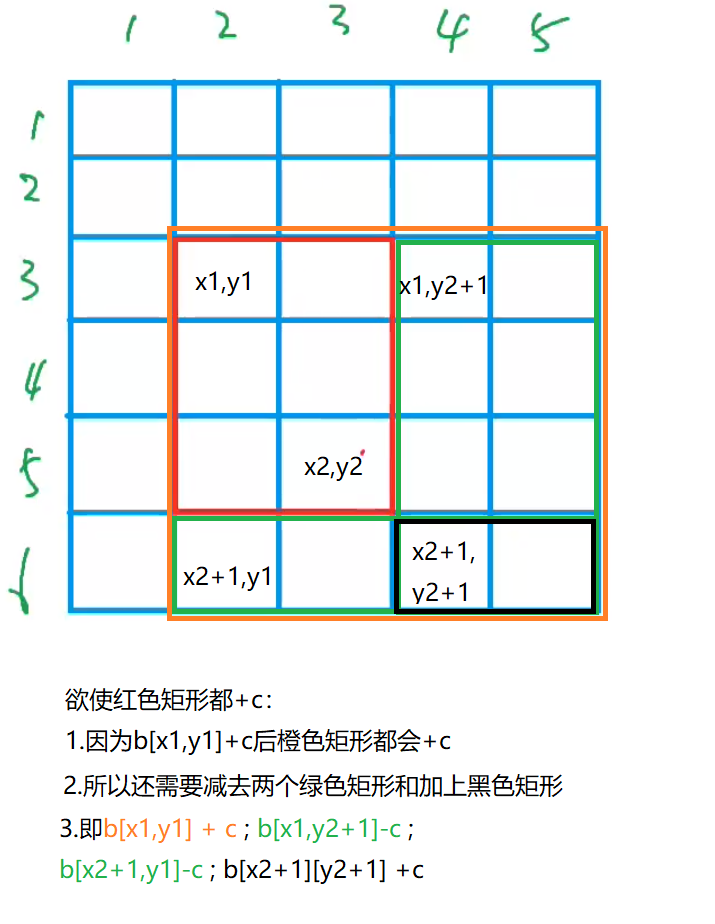 1 2 3 4 5
1
2
3
x1,y1
x1,y2+1
4
5
x2,y2
6
x2+1,y1
x2+1,
y2+1
欲使红色矩形都+c：
1.因为b[x1,y1]+c后橙色矩形都会+c
2.所以还需要减去两个绿色矩形和加上黑色矩形
3.即b[x1,y1] + c ; b[x1,y2+1]-c ;
b[x2+1,y1]-c ; b[x2+1][y2+1] +c